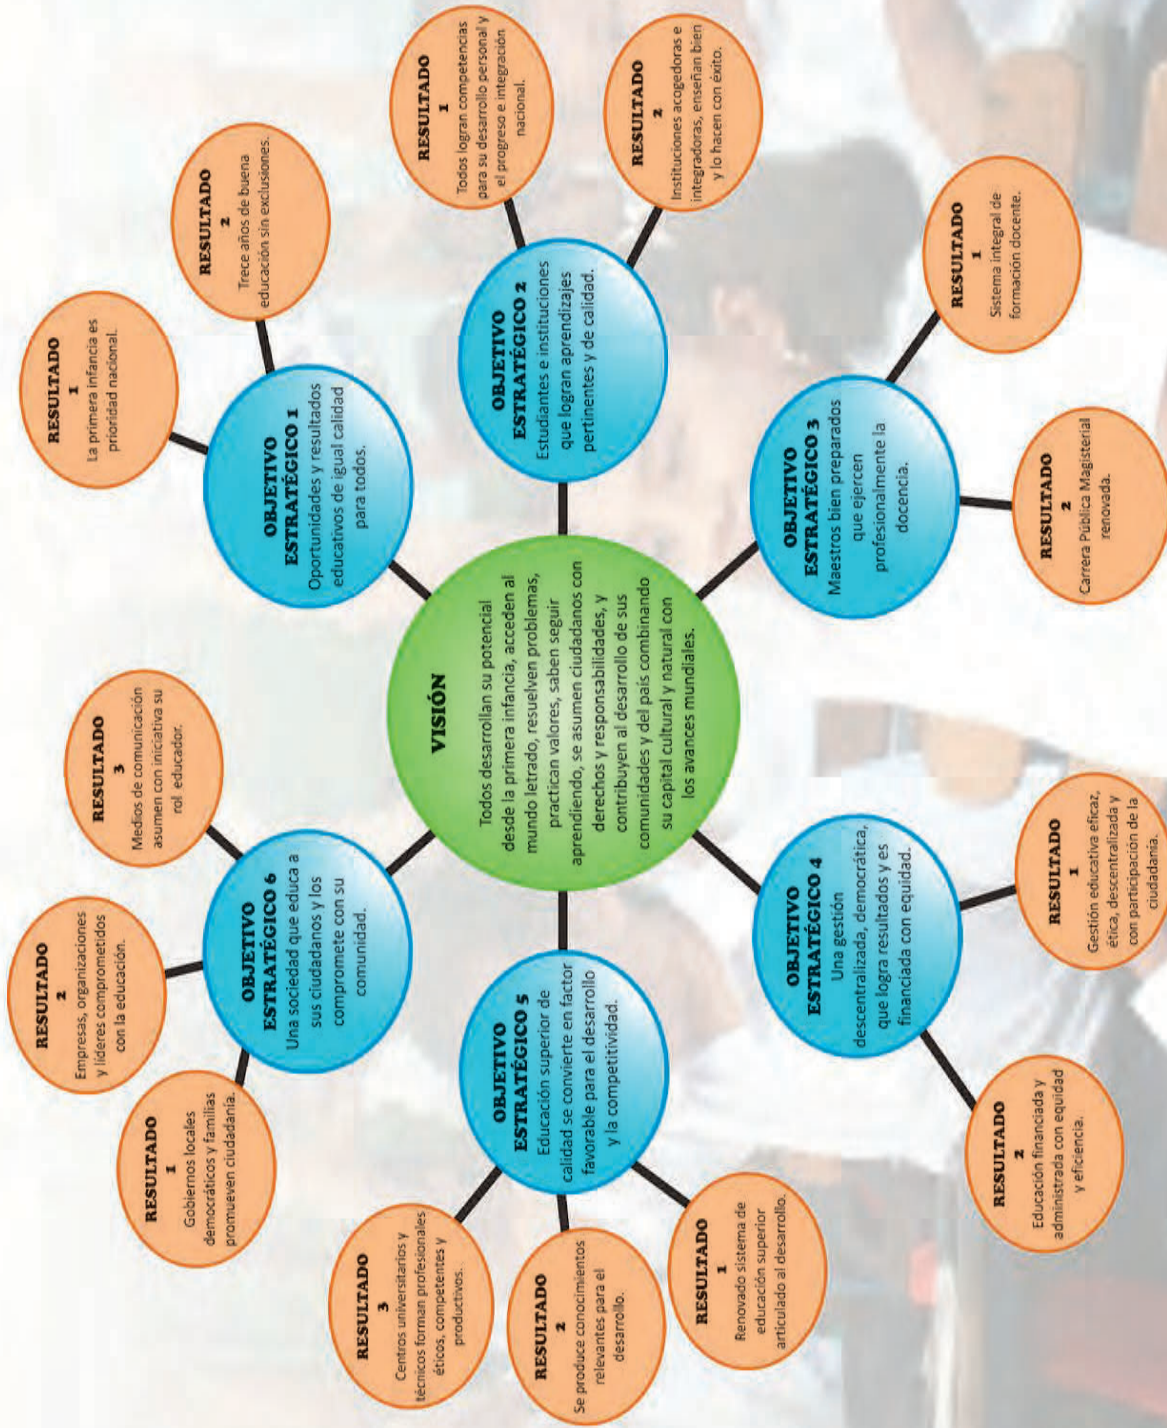 VISIÓN
Todos desarrollan su potencial
desde la primera infancia, acceden al
mundo letrado, resuelven problemas,
practican valores, saben seguir
aprendiendo, se asumen ciudadanos con
derechos y responsabilidades, y
contribuyen al desarrollo de sus
comunidades y del país combinando
su capital cultural y natural con
los avances mundiales.
OBJETIVO
ESTRATÉGICO 1
Oportunidades y resultados
educativos de igual calidad
para todos.
RESULTADO
1
La primera infancia es
prioridad nacional.
RESULTADO
2
Trece años de buena
educación sin exclusiones.
OBJETIVO
ESTRATÉGICO 2
Estudiantes e instituciones
que logran aprendizajes
pertinentes y de calidad.
RESULTADO
1
Todos logran competencias
para su desarrollo personal y
el progreso e integración
nacional.
RESULTADO
2
Instituciones acogedoras e
integradoras, enseñan bien
y lo hacen con éxito.
OBJETIVO
ESTRATÉGICO 3
Maestros bien preparados
que ejercen
profesionalmente la
docencia.
RESULTADO
1
Sistema integral de
formación docente.
RESULTADO
2
Carrera Pública Magisterial
renovada.
OBJETIVO
ESTRATÉGICO 4
Una gestión
descentralizada, democrática,
que logra resultados y es
financiada con equidad.
RESULTADO
1
Gestión educativa eficaz,
ética, descentralizada y
con participación de la
ciudadanía.
RESULTADO
2
Educación financiada y
administrada con equidad
y eficiencia.
OBJETIVO
ESTRATÉGICO 5
Educación superior de
calidad se convierte en factor
favorable para el desarrollo
y la competitividad.
RESULTADO
1
Renovado sistema de
educación superior
articulado al desarrollo.
RESULTADO
2
Se produce conocimientos
relevantes para el
desarrollo.
RESULTADO
3
Centros universitarios y
técnicos forman profesionales
éticos, competentes y
productivos.
OBJETIVO
ESTRATÉGICO 6
Una sociedad que educa a
sus ciudadanos y los
compromete con su
comunidad.
RESULTADO
1
Gobiernos locales
democráticos y familias
promueven ciudadanía.
RESULTADO
2
Empresas, organizaciones
y líderes comprometidos
con la educación.
RESULTADO
3
Medios de comunicación
asumen con iniciativa su
rol educador.